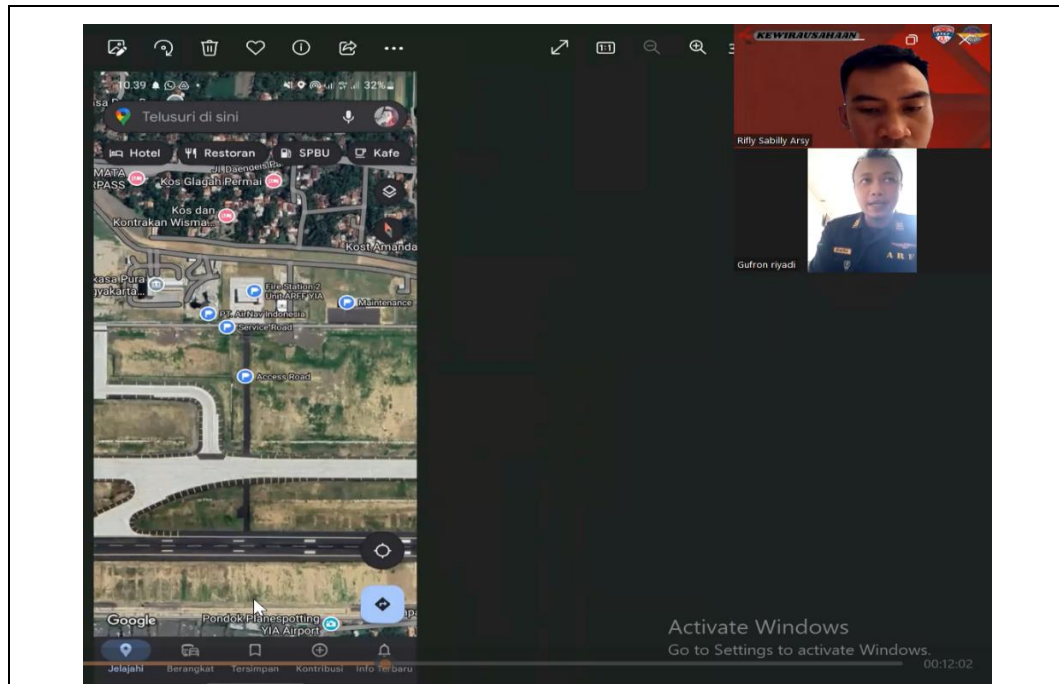 KEWIRAUSAHAAN
1:1
10.39
32%
Telusuri di sini
Hotel
Restoran
SPBU
Kafe
Kos Glagah Permai
Kos dan
Kontrakan Wisma...
Kost Amanda
Rifly Sabilly Arsy
Gufron riyadi
Fire Station 2
Unit ARFF YIA
Maintenance
PT. AirNav Indonesia
Service Road
Access Road
Google
Pondok Planespotting
YIA Airport
Jelajahi
Berangkat
Tersimpan
Kontribusi
Info Terbaru
Activate Windows
Go to Settings to activate Windows.
00:12:02